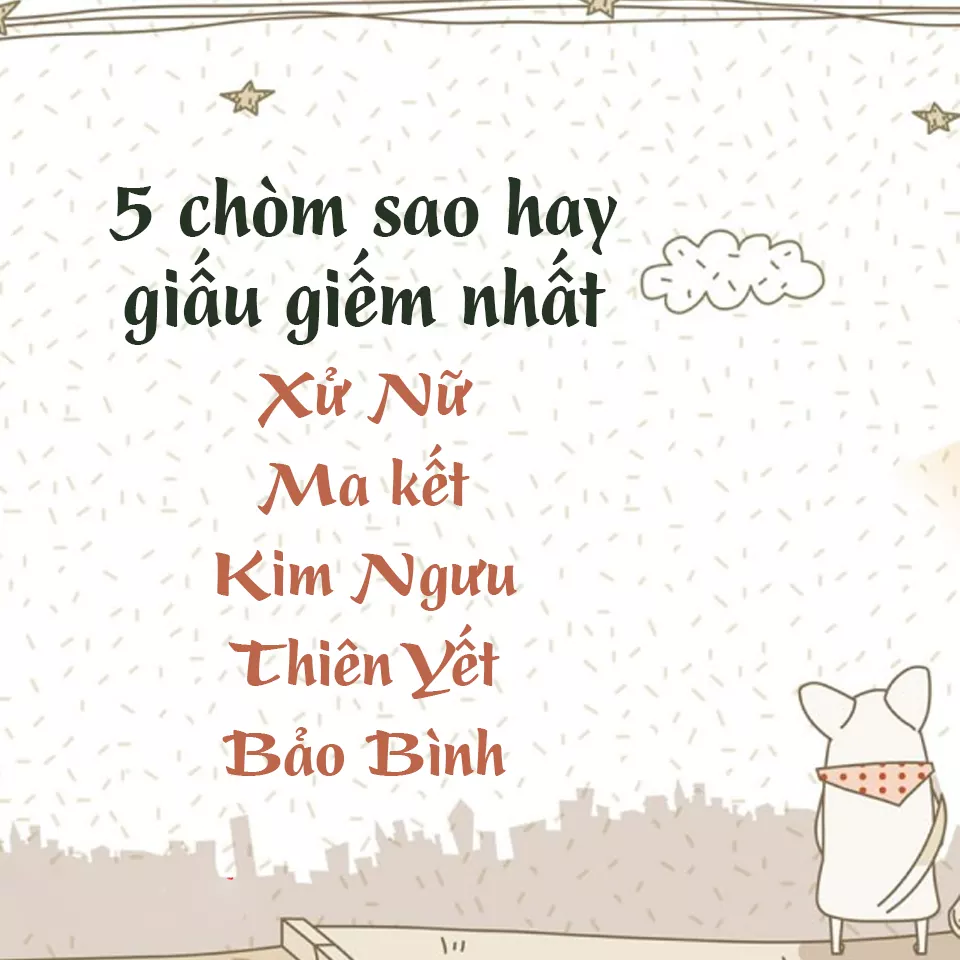 5 chòm sao hay
giấu giếm nhất
Xử Nữ
Ma kết
Kim Ngưu
Thiên Yết
Bảo Bình